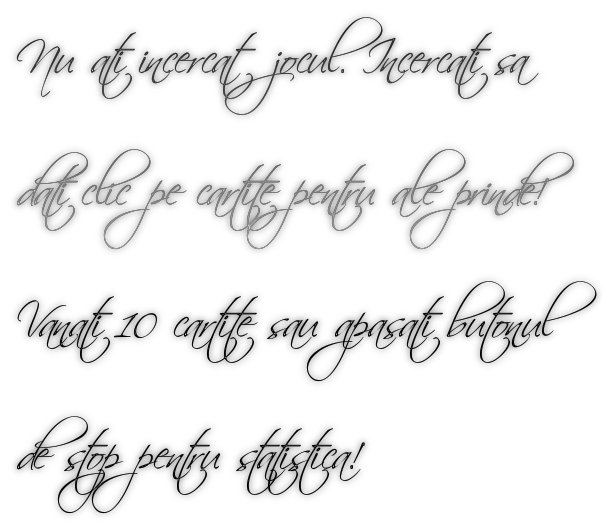 Nu ati incercat jocul. Incercati sa
dati clic pe cartite pentru ale prinde!
Vanati 10 cartite sau apasati butonul
de stop pentru statistica!